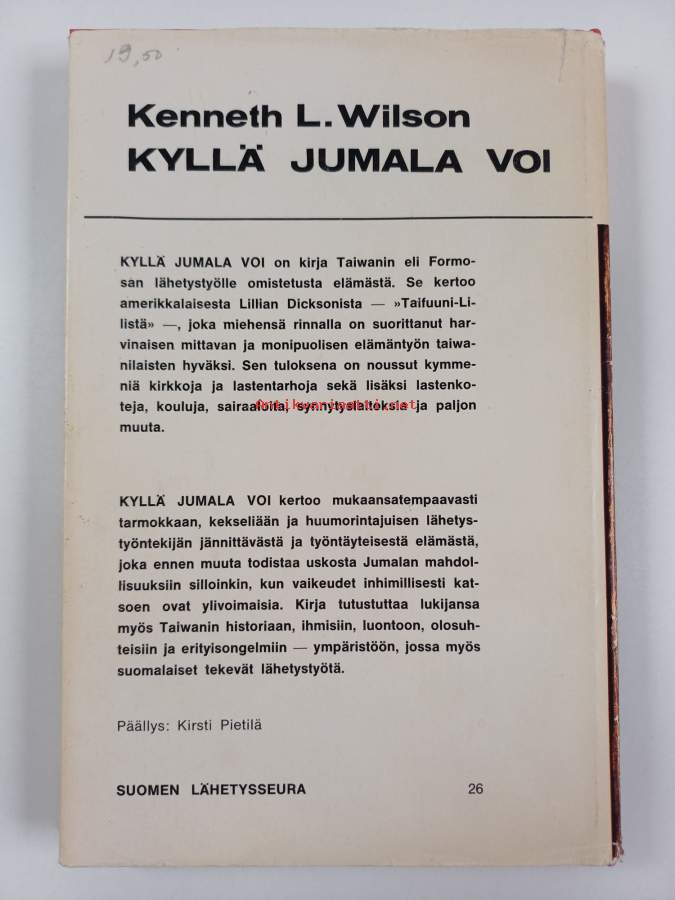 19,50
Kenneth L. Wilson
KYLLÄ JUMALA VOI
KYLLÄ JUMALA VOI on kirja Taiwanin eli Formo-
san lähetystyölle omistetusta elämästä. Se kertoo
amerikkalaisesta Lillian Dicksonista — »Taifuuni-Li-
listä» —, joka miehensä rinnalla on suorittanut har-
vinaisen mittavan ja monipuolisen elämäntyön taiwa-
nilaisten hyväksi. Sen tuloksena on noussut kymme-
niä kirkkoja ja lastentarhoja sekä lisäksi lastenko-
teja, kouluja, sairaaloita, synnytyslaitoksia ja paljon
Antikvariaatti.net
muuta.
KYLLÄ JUMALA VOI kertoo mukaansatempaavasti
tarmokkaan, kekseliään ja huumorintajuisen lähetys-
työntekijän jännittävästä ja työntäyteisestä elämästä,
joka ennen muuta todistaa uskosta Jumalan mahdol-
lisuuksiin silloinkin, kun vaikeudet inhimillisesti kat-
soen ovat ylivoimaisia. Kirja tutustuttaa lukijansa
myös Taiwanin historiaan, ihmisiin, luontoon, olosuh-
teisiin ja erityisongelmiin — ympäristöön, jossa myös
suomalaiset tekevät lähetystyötä.
Päällys: Kirsti Pietilä
SUOMEN LÄHETYSSEURA 26